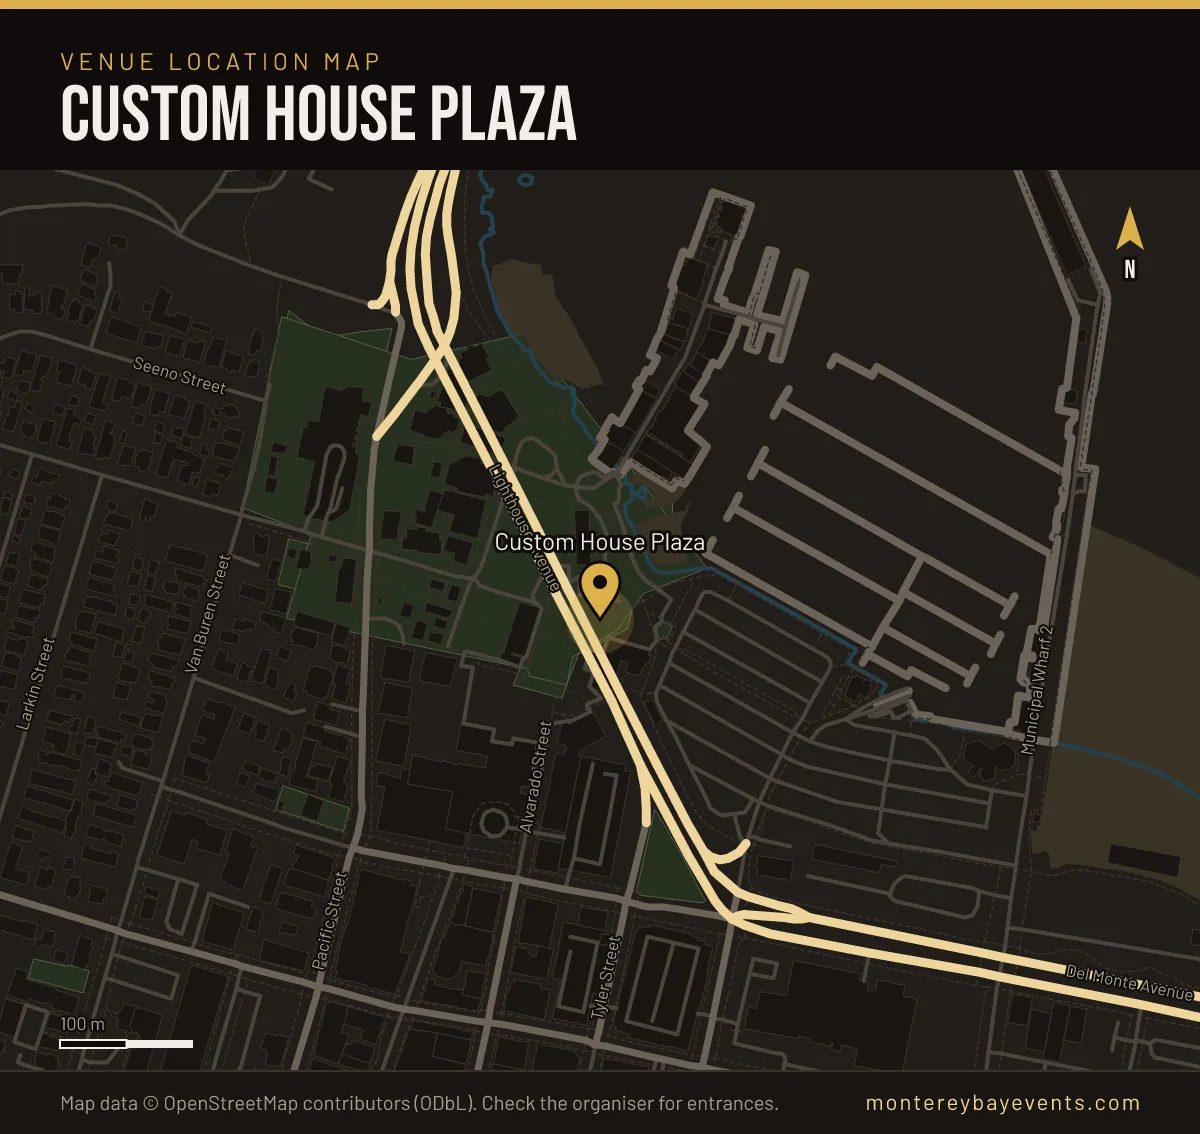 VENUE LOCATION MAP
CUSTOM HOUSE PLAZA
N
Seeno Street
Lighthouse Avenue
Custom House Plaza
Van Buren Street
Larkin Street
Municipal Wharf 2
Alvarado Street
Pacific Street
Tyler Street
Del Monte Avenue
100 m
Map data © OpenStreetMap contributors (ODbL). Check the organiser for entrances.
montereybayevents.com